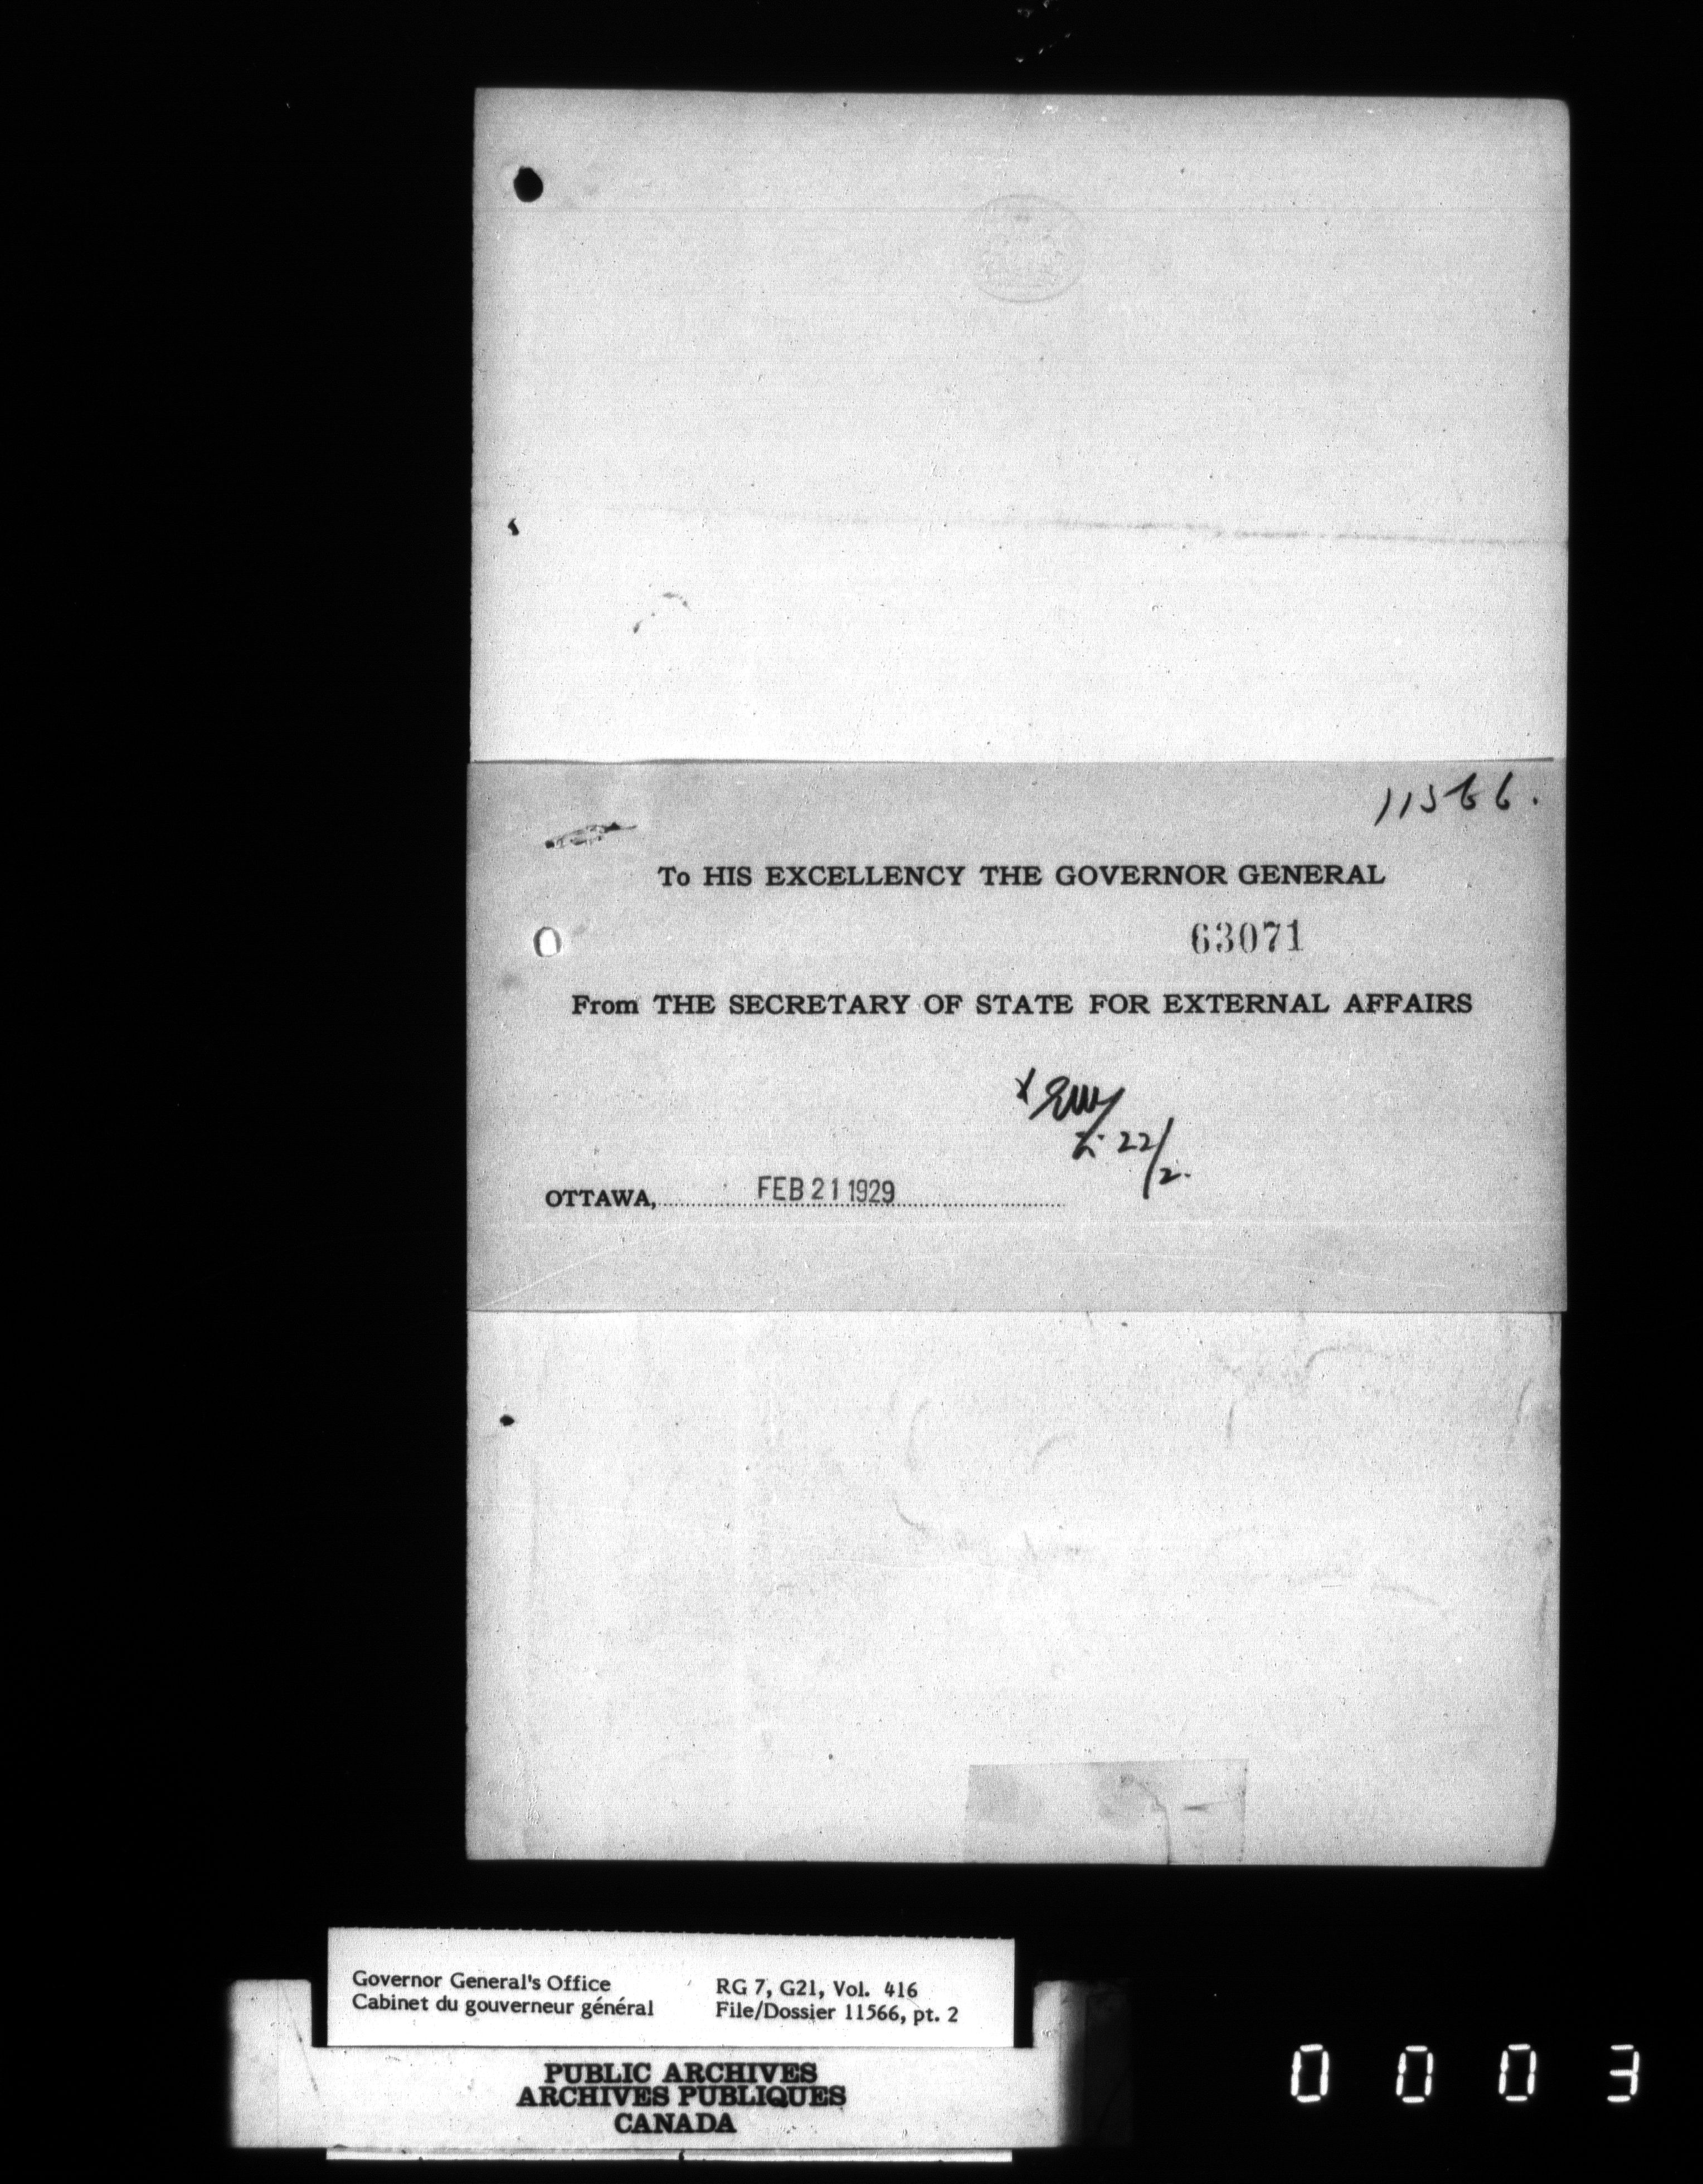 11566.
To HIS EXCELLENCY THE GOVERNOR GENERAL
63071
From THE SECRETARY OF STATE FOR EXTERNAL AFFAIRS
22/2.
OTTAWA, FEB 21 1929
Governor General's Office
Cabinet du gouverneur général
RG 7, G21, Vol. 416
File/Dossier 11566, pt. 2
PUBLIC ARCHIVES
ARCHIVES PUBLIQUES
CANADA
0003